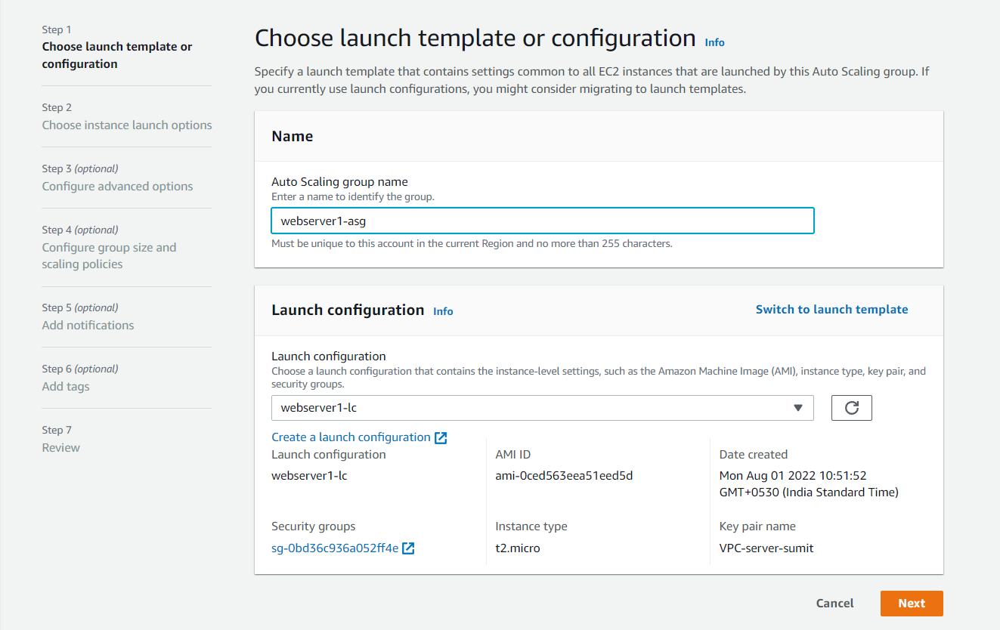 Step 1
Choose launch template or
configuration
Step 2
Choose instance launch options
Step 3 (optional)
Configure advanced options
Step 4 (optional)
Configure group size and
scaling policies
Step 5 (optional)
Add notifications
Step 6 (optional)
Add tags
Step 7
Review
Choose launch template or configuration Info
Specify a launch template that contains settings common to all EC2 instances that are launched by this Auto Scaling group. If
you currently use launch configurations, you might consider migrating to launch templates.
Name
Auto Scaling group name
Enter a name to identify the group.
webserver1-asg
Must be unique to this account in the current Region and no more than 255 characters.
Launch configuration Info
Switch to launch template
Launch configuration
Choose a launch configuration that contains the instance-level settings, such as the Amazon Machine Image (AMI), instance type, key pair, and
security groups.
webserver1-lc
Create a launch configuration
Launch configuration
webserver1-lc
AMI ID
ami-0ced563eea51eed5d
Date created
Mon Aug 01 2022 10:51:52
GMT+0530 (India Standard Time)
Security groups
sg-0bd36c936a052ff4e
Instance type
t2.micro
Key pair name
VPC-server-sumit
Cancel
Next